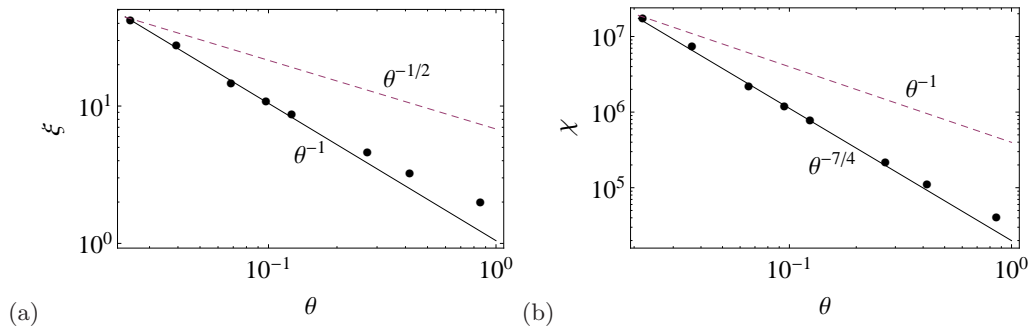 10¹
10⁰
ξ
θ^{-1/2}
θ^{-1}
10^{-1}
10⁰
θ
(a)
10⁷
10⁶
10⁵
χ
θ^{-1}
θ^{-7/4}
10^{-1}
10⁰
θ
(b)